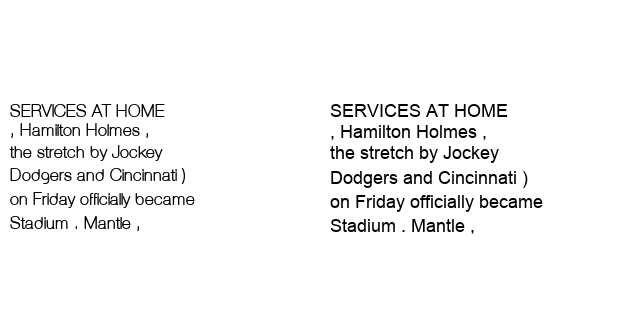 SERVICES AT HOME
, Hamilton Holmes ,
the stretch by Jockey
Dodgers and Cincinnati )
on Friday officially became
Stadium . Mantle ,
SERVICES AT HOME
, Hamilton Holmes ,
the stretch by Jockey
Dodgers and Cincinnati )
on Friday officially became
Stadium . Mantle ,